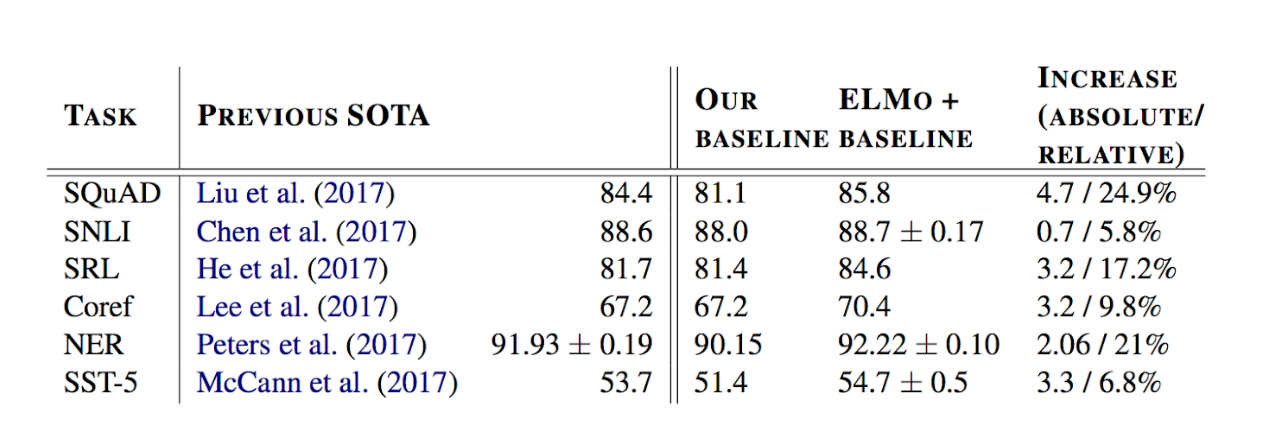 TASK PREVIOUS SOTA OUR BASELINE ELMO + BASELINE INCREASE (ABSOLUTE/ RELATIVE)
SQuAD Liu et al. (2017) 84.4 81.1 85.8 4.7 / 24.9%
SNLI Chen et al. (2017) 88.6 88.0 88.7 ± 0.17 0.7 / 5.8%
SRL He et al. (2017) 81.7 81.4 84.6 3.2 / 17.2%
Coref Lee et al. (2017) 67.2 67.2 70.4 3.2 / 9.8%
NER Peters et al. (2017) 91.93 ± 0.19 90.15 92.22 ± 0.10 2.06 / 21%
SST-5 McCann et al. (2017) 53.7 51.4 54.7 ± 0.5 3.3 / 6.8%